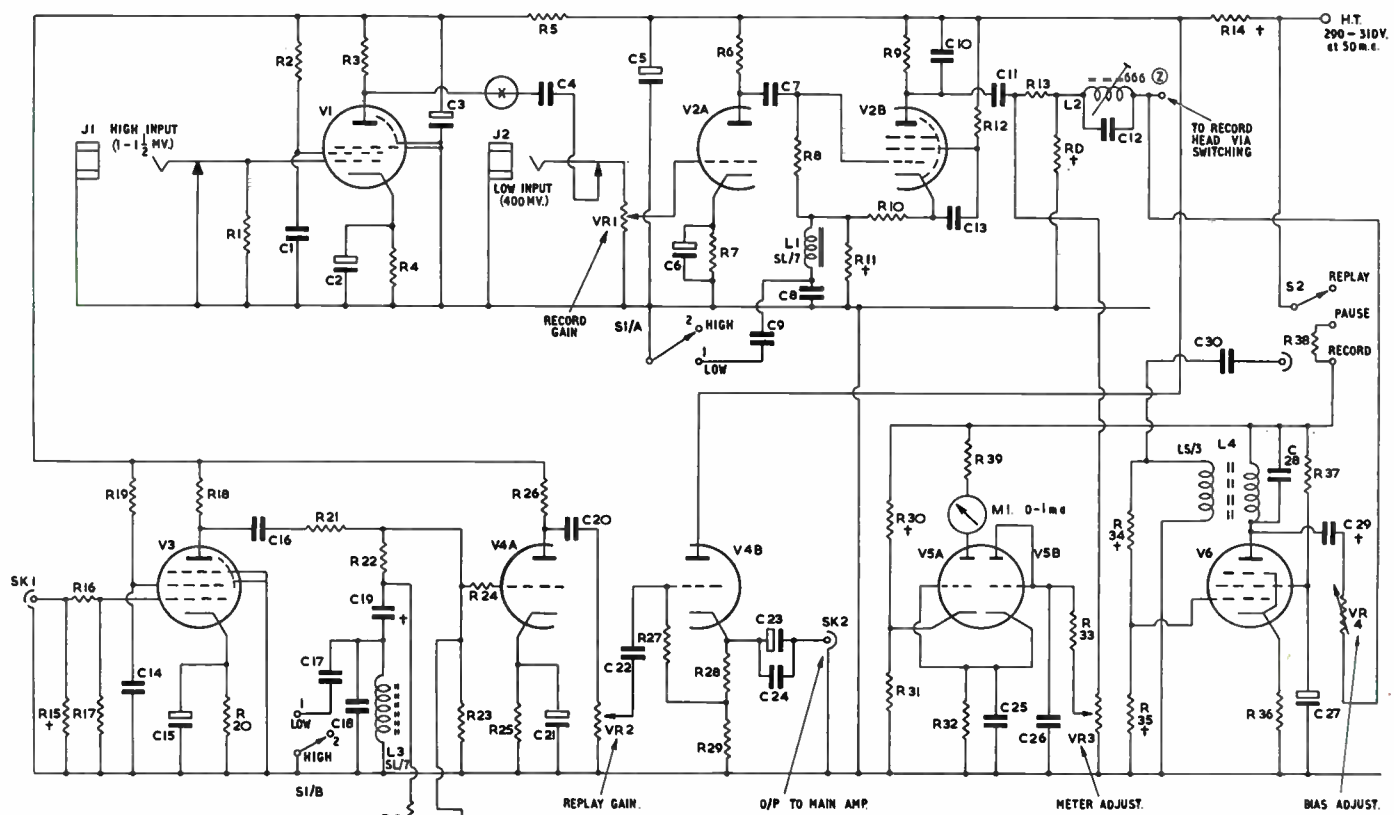 R5
R14 †
H.T.
290 - 310V.
at 50 m.a.
R2
R3
C5
R6
R9
C10
C4
C7
C11
R13
L2
666 ②
V1
C3
J1
HIGH INPUT
(1 - 1½ MV.)
J2
V2A
V2B
R12
C12
TO RECORD
HEAD VIA
SWITCHING
R8
RD
†
LOW INPUT
(400 MV.)
R10
R1
C1
VR1
C13
C2
R4
C6
R7
L1
SL/7
R11
†
C8
S2
REPLAY
RECORD
GAIN
S1/A
2
HIGH
C9
PAUSE
1
LOW
C30
R38
RECORD
R19
R18
R26
R39
L5/3
L4
C
28
R37
C16
R21
C20
R30
†
M1. 0-1ma
R
34†
C29
†
V3
R22
V4A
V4B
V5A
V5B
V6
SK1
R16
C19
†
R24
VR
4
C14
C17
R27
C23
SK2
R
33
C22
R28
1
LOW
C18
C24
R31
R15
†
R17
C15
R
20
R23
R25
C21
VR2
R32
C25
C26
VR3
R
35†
R36
C27
2
HIGH
L3
SL/7
R29
S1/B
REPLAY GAIN.
O/P TO MAIN AMP.
METER ADJUST.
BIAS ADJUST.